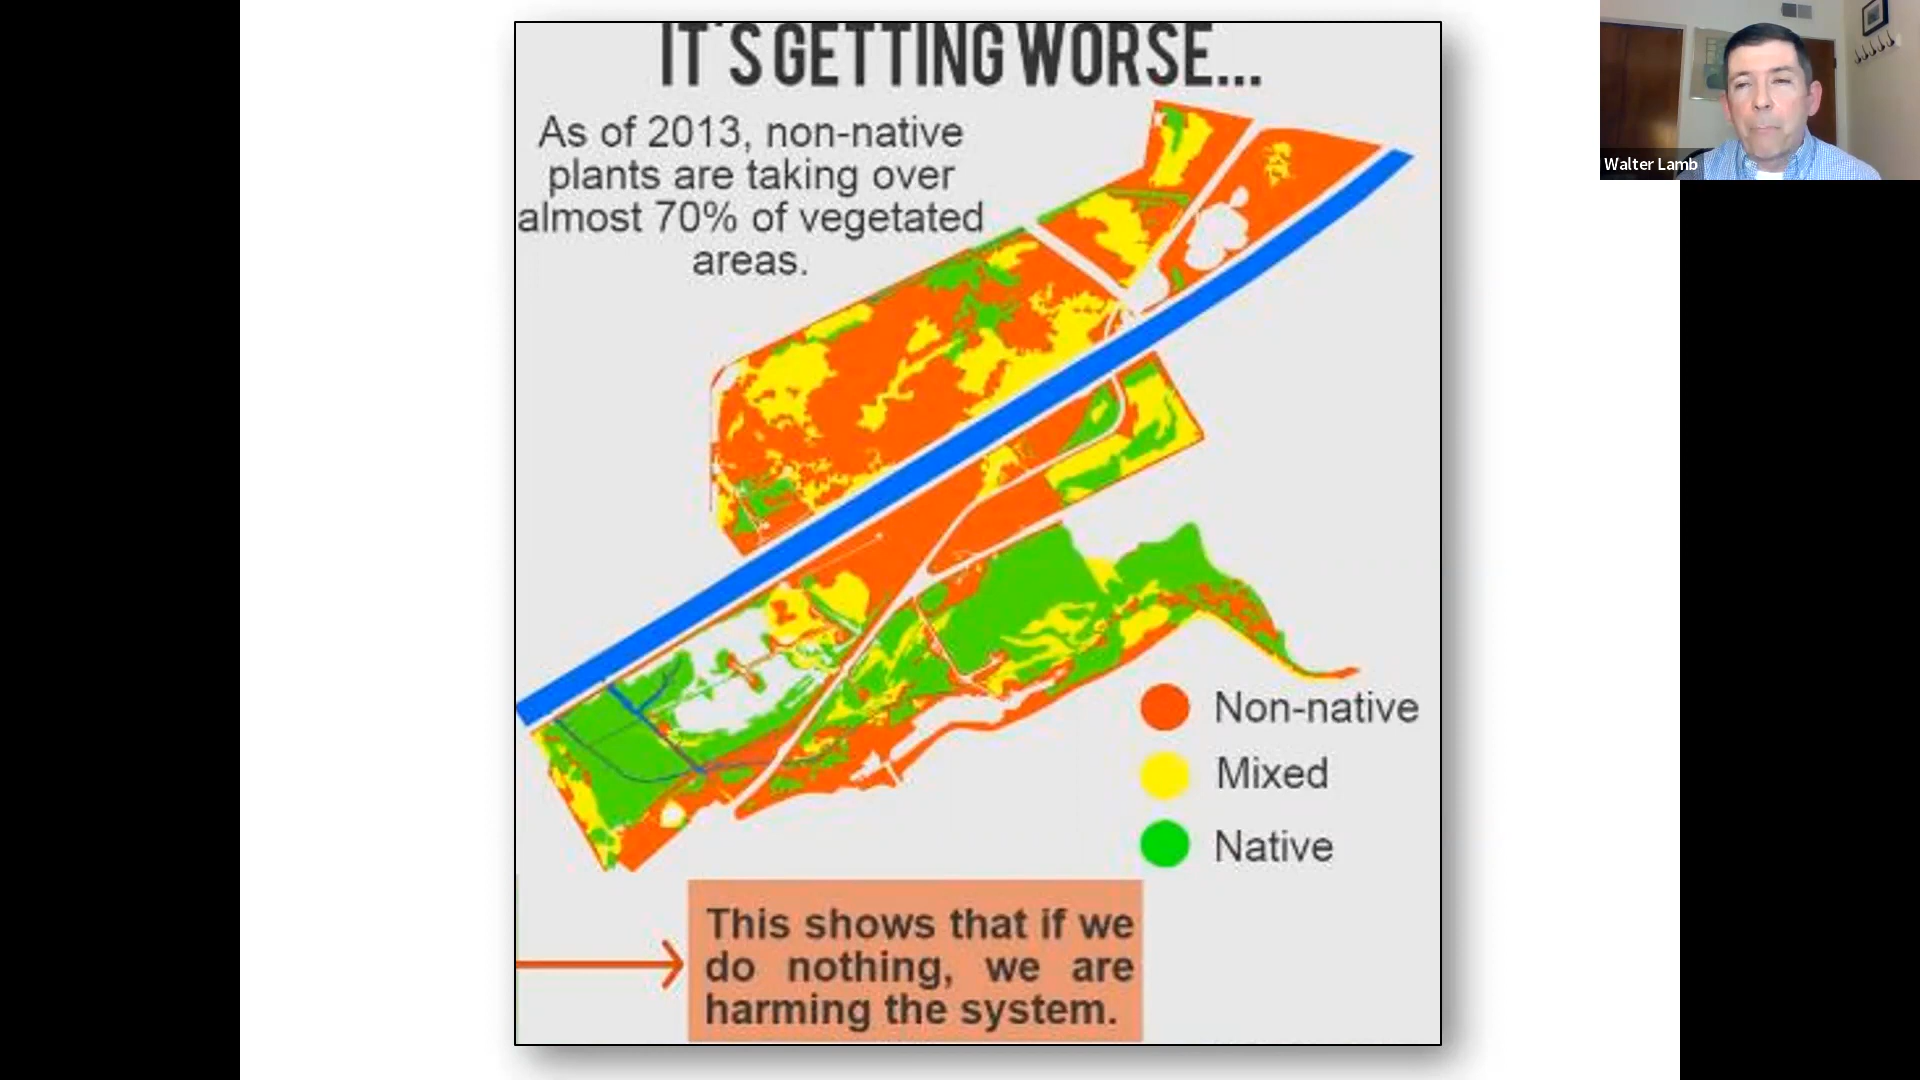 IT'S GETTING WORSE...
As of 2013, non-native
plants are taking over
almost 70% of vegetated
areas.
Walter Lamb
Non-native
Mixed
Native
This shows that if we
do nothing, we are
harming the system.